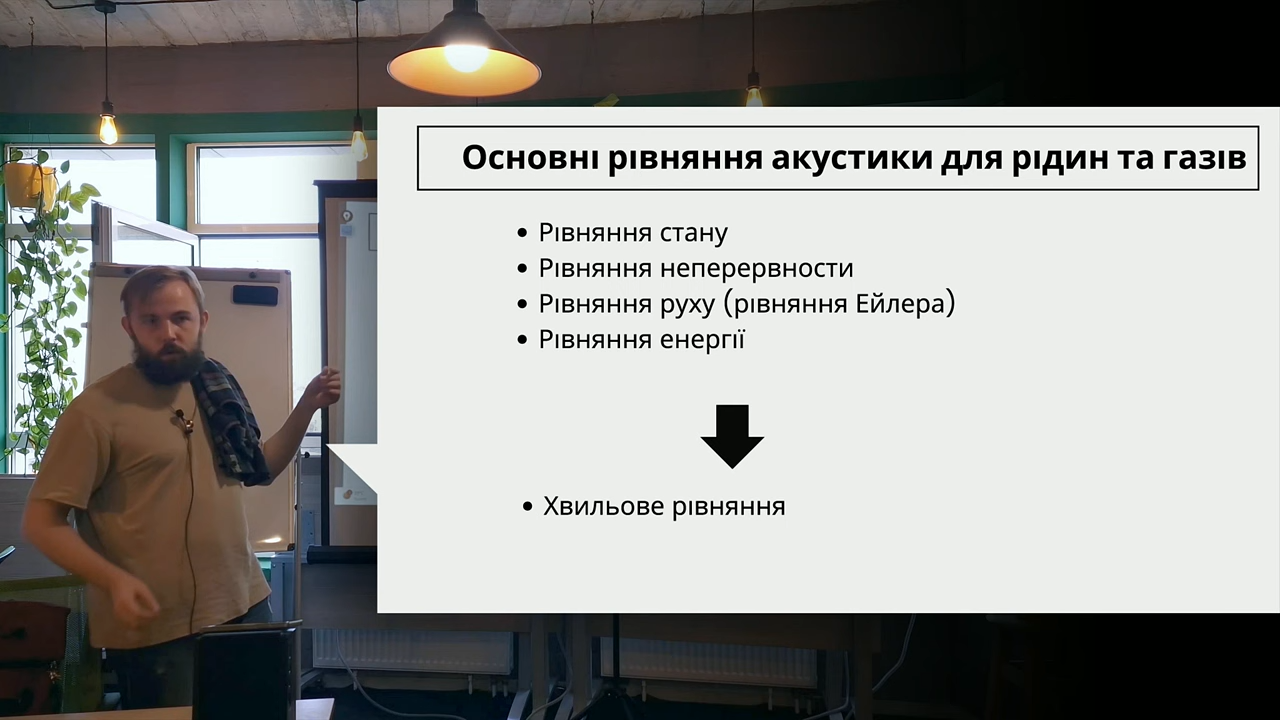 Основні рівняння акустики для рідин та газів
• Рівняння стану
• Рівняння неперервности
• Рівняння руху (рівняння Ейлера)
• Рівняння енергії
• Хвильове рівняння